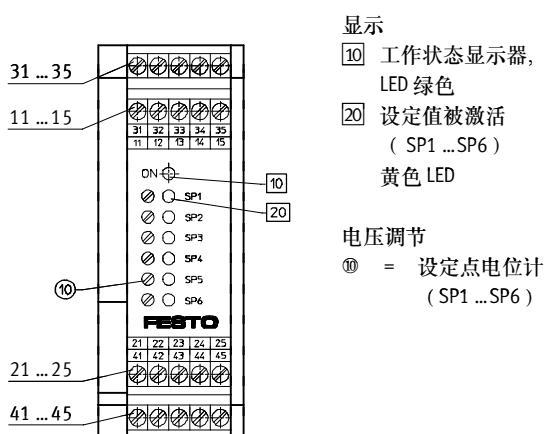 31 ... 35
11 ... 15
31 32 33 34 35
11 12 13 14 15
ON
10
SP1
20
SP2
SP3
SP4
10
SP5
SP6
FESTO
21 22 23 24 25
41 42 43 44 45
21 ... 25
41 ... 45
显示
10 工作状态显示器,
LED 绿色
20 设定值被激活
( SP1 ... SP6 )
黄色 LED
电压调节
⑩ = 设定点电位计
( SP1 ... SP6 )